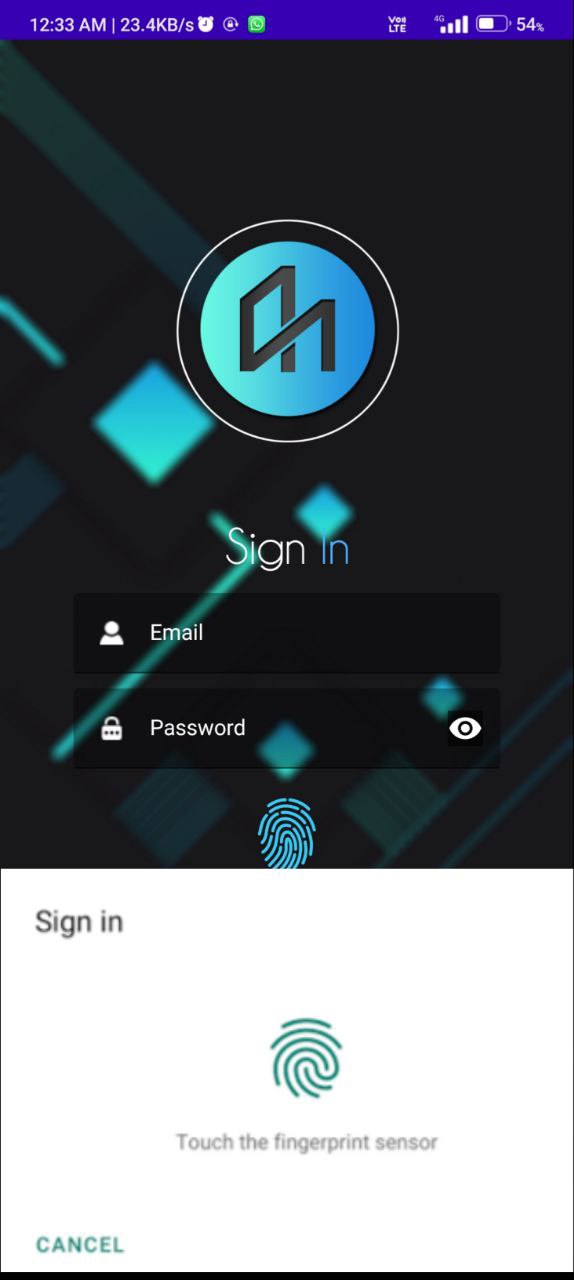 12:33 AM | 23.4KB/s Vo LTE 4G 54%
Sign In
Email
Password
Sign in
Touch the fingerprint sensor
CANCEL